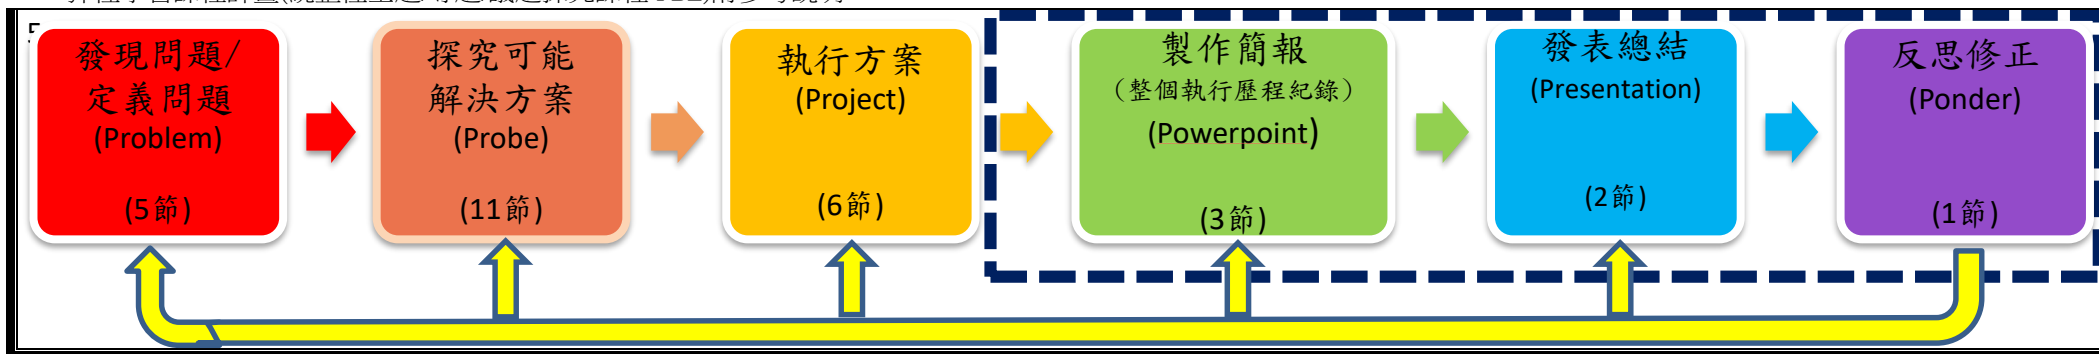 發現問題/
定義問題
(Problem)
(5節)
探究可能
解決方案
(Probe)
(11節)
執行方案
(Project)
(6節)
製作簡報
（整個執行歷程紀錄）
(Powerpoint)
(3節)
發表總結
(Presentation)
(2節)
反思修正
(Ponder)
(1節)